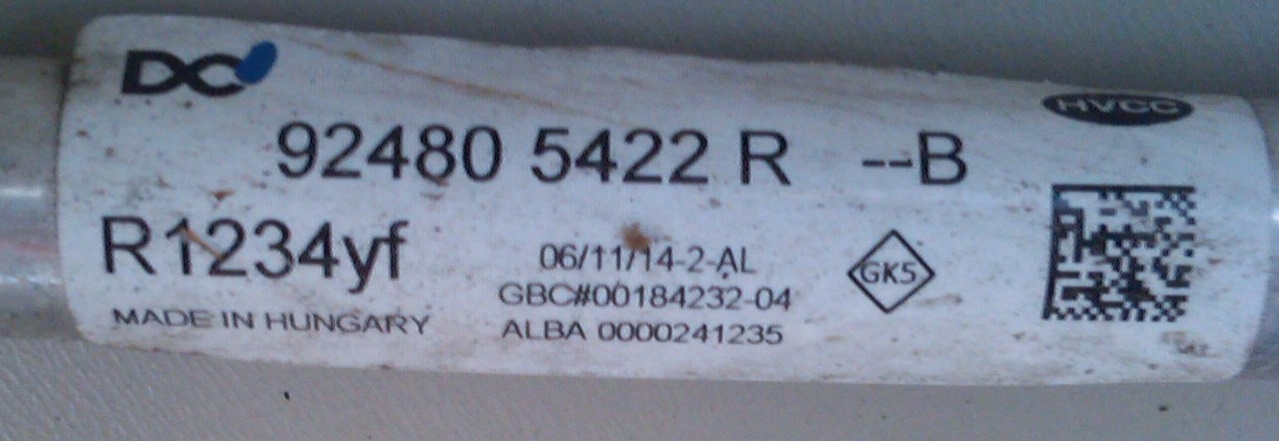 DC
HVCC
92480 5422 R --B
R1234yf
06/11/14-2-AL
GK5
GBC#00184232-04
MADE IN HUNGARY
ALBA 0000241235